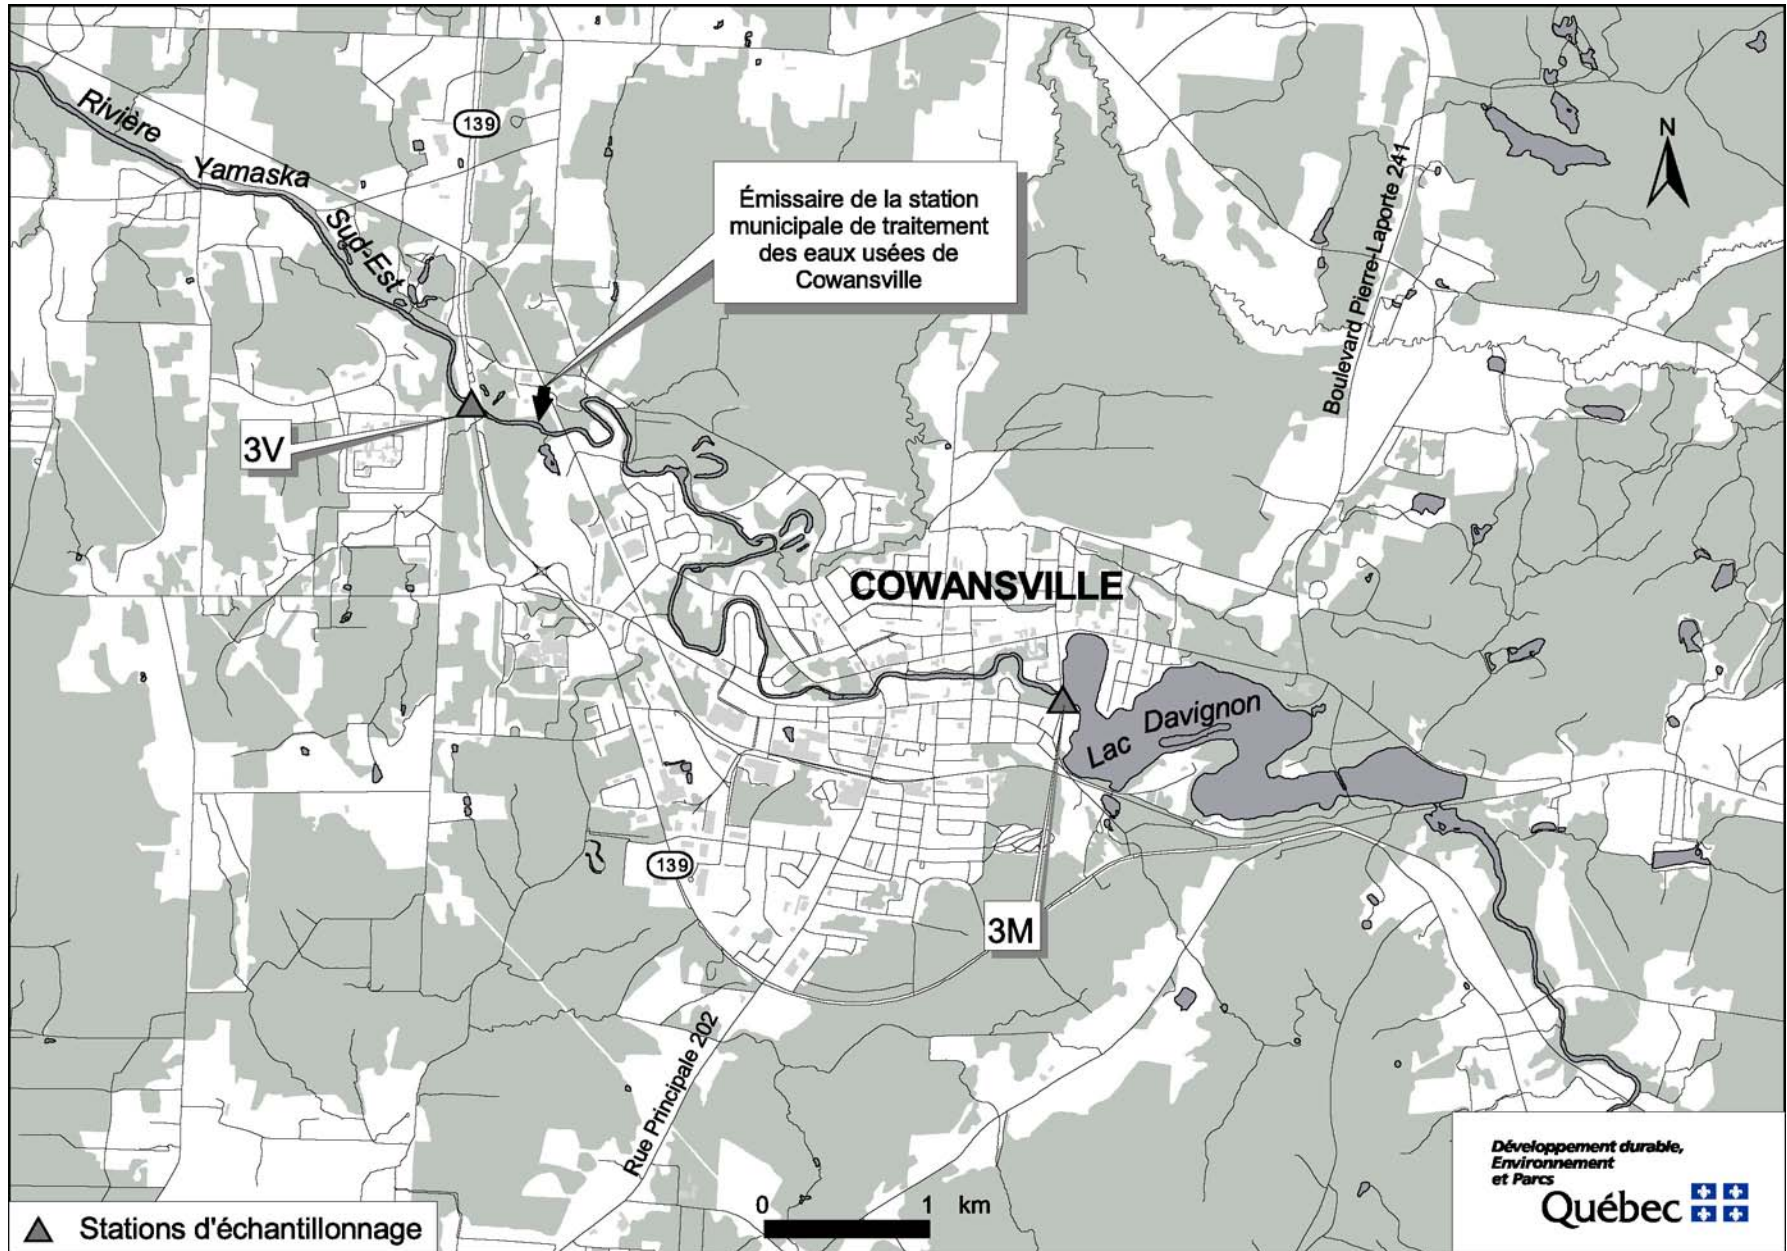 Rivière
Yamaska
Sud-Est
139
N
Émissaire de la station
municipale de traitement
des eaux usées de
Cowansville
Boulevard Pierre-Laporte 241
3V
COWANSVILLE
Lac Davignon
139
3M
Rue Principale 202
Développement durable,
Environnement
et Parcs
Québec
0 1 km
Stations d'échantillonnage